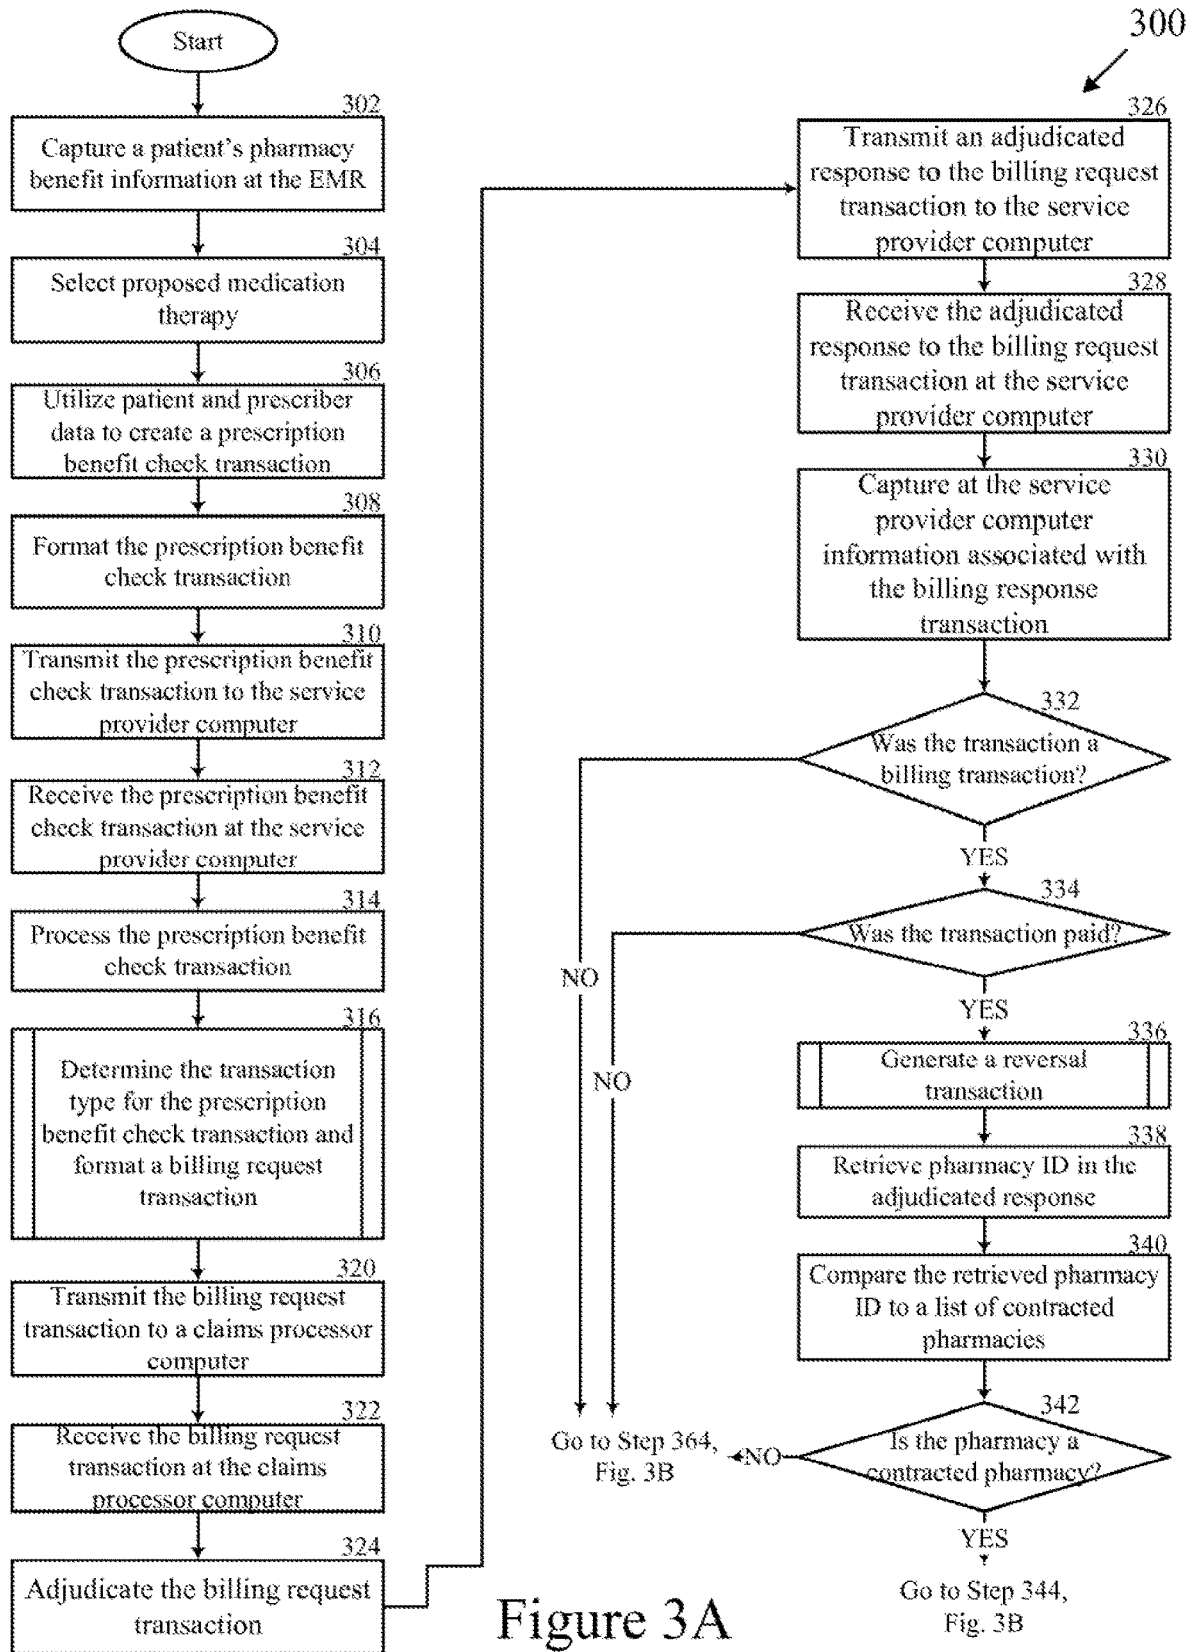 Start
302
Capture a patient's pharmacy
benefit information at the EMR
304
Select proposed medication
therapy
306
Utilize patient and prescriber
data to create a prescription
benefit check transaction
308
Format the prescription benefit
check transaction
310
Transmit the prescription benefit
check transaction to the service
provider computer
312
Receive the prescription benefit
check transaction at the service
provider computer
314
Process the prescription benefit
check transaction
316
Determine the transaction
type for the prescription
benefit check transaction and
format a billing request
transaction
320
Transmit the billing request
transaction to a claims processor
computer
322
Receive the billing request
transaction at the claims
processor computer
324
Adjudicate the billing request
transaction
300
326
Transmit an adjudicated
response to the billing request
transaction to the service
provider computer
328
Receive the adjudicated
response to the billing request
transaction at the service
provider computer
330
Capture at the service
provider computer
information associated with
the billing response
transaction
332
Was the transaction a
billing transaction?
YES
334
Was the transaction paid?
NO
YES
336
Generate a reversal
transaction
NO
338
Retrieve pharmacy ID in the
adjudicated response
340
Compare the retrieved pharmacy
ID to a list of contracted
pharmacies
342
Is the pharmacy a
contracted pharmacy?
NO
Go to Step 364,
Fig. 3B
YES
Go to Step 344,
Fig. 3B
Figure 3A